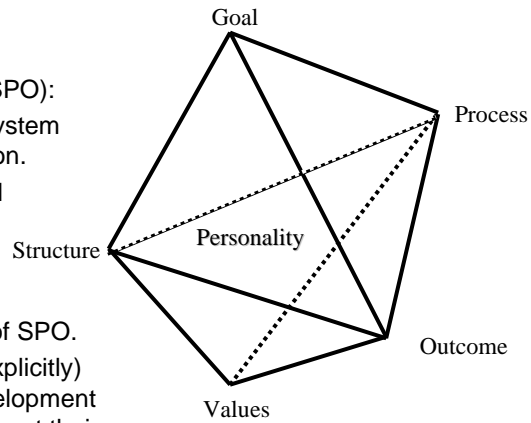 Goal
SPO):
ystem
Process
on.
Personality
Structure
of SPO.
xplicitly)
Outcome
elopment
Values